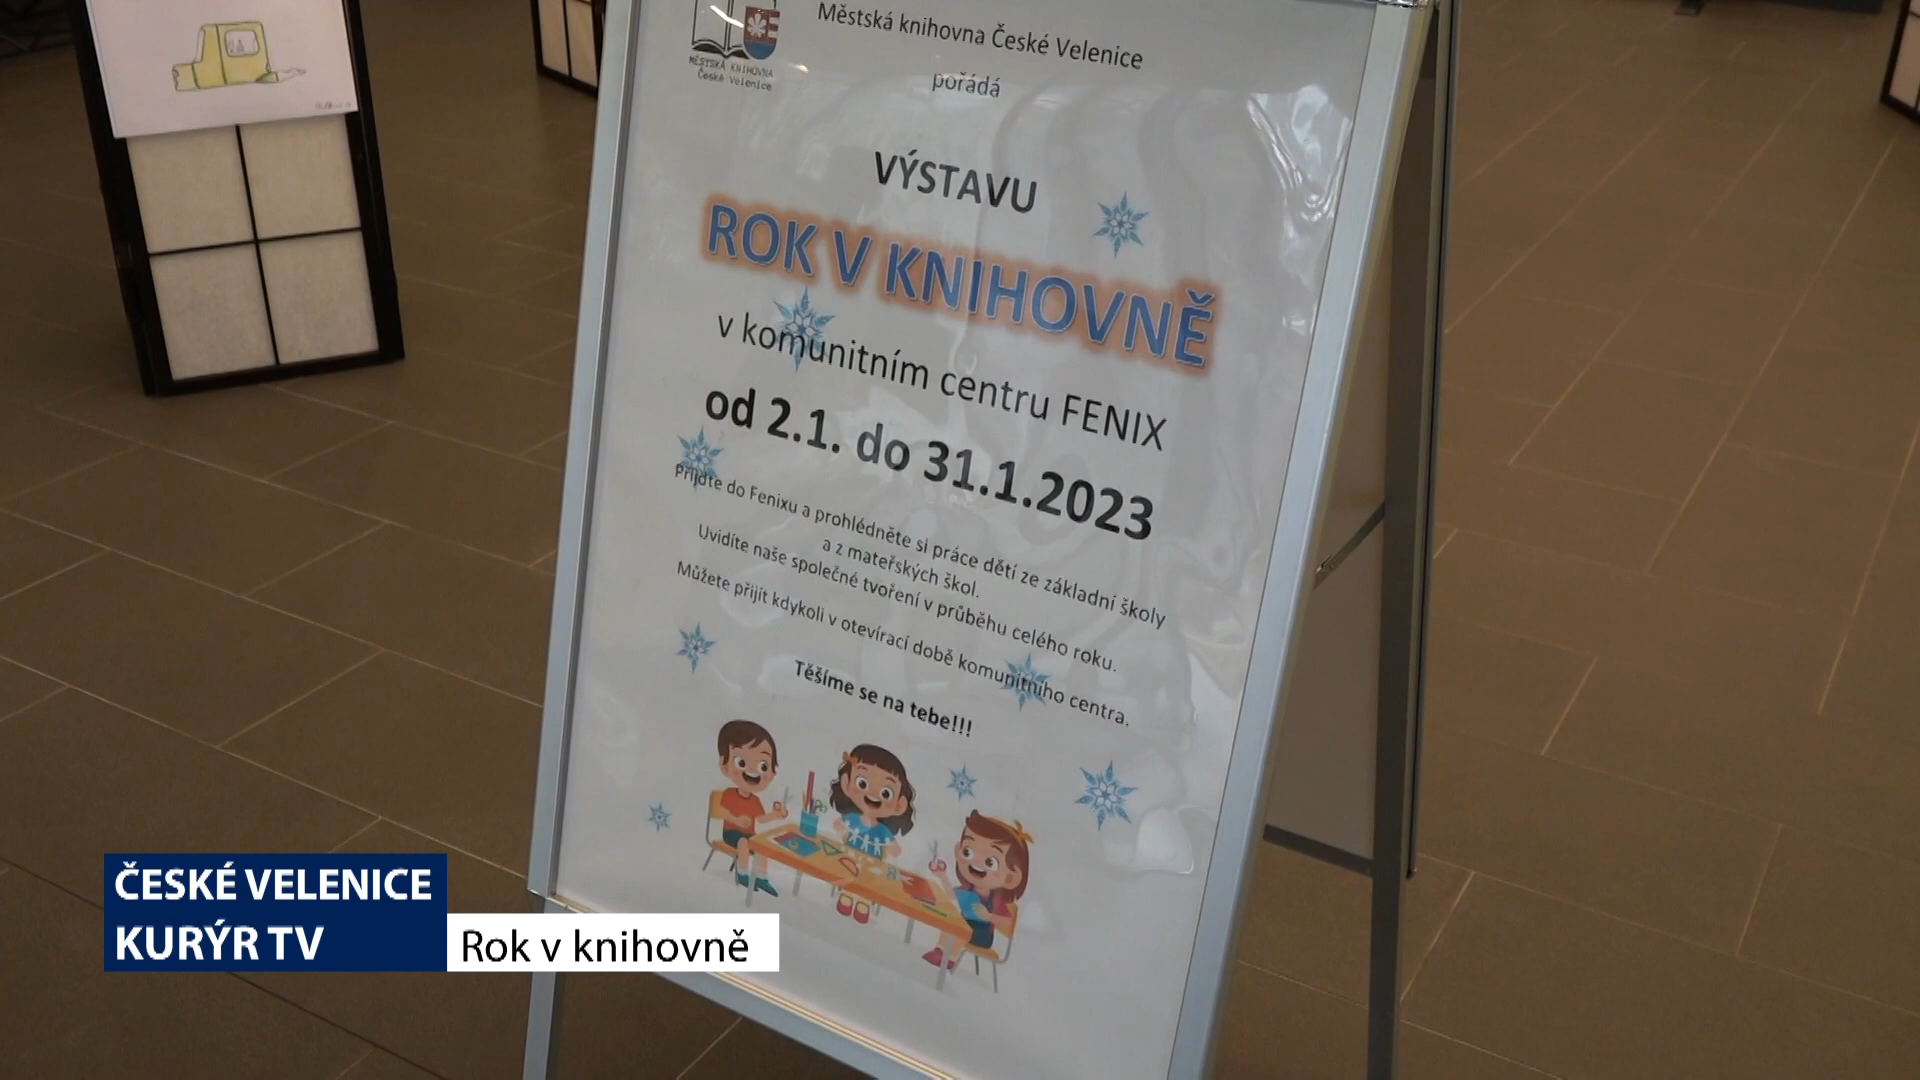 MĚSTSKÁ KNIHOVNA
České Velenice
Městská knihovna České Velenice
pořádá
VÝSTAVU
ROK V KNIHOVNĚ
v komunitním centru FENIX
od 2.1. do 31.1.2023
Přijďte do Fenixu a prohlédněte si práce dětí ze základní školy
a z mateřských škol.
Uvidíte naše společné tvoření v průběhu celého roku.
Můžete přijít kdykoli v otevírací době komunitního centra.
Těšíme se na tebe!!!
ČESKÉ VELENICE
KURÝR TV
Rok v knihovně